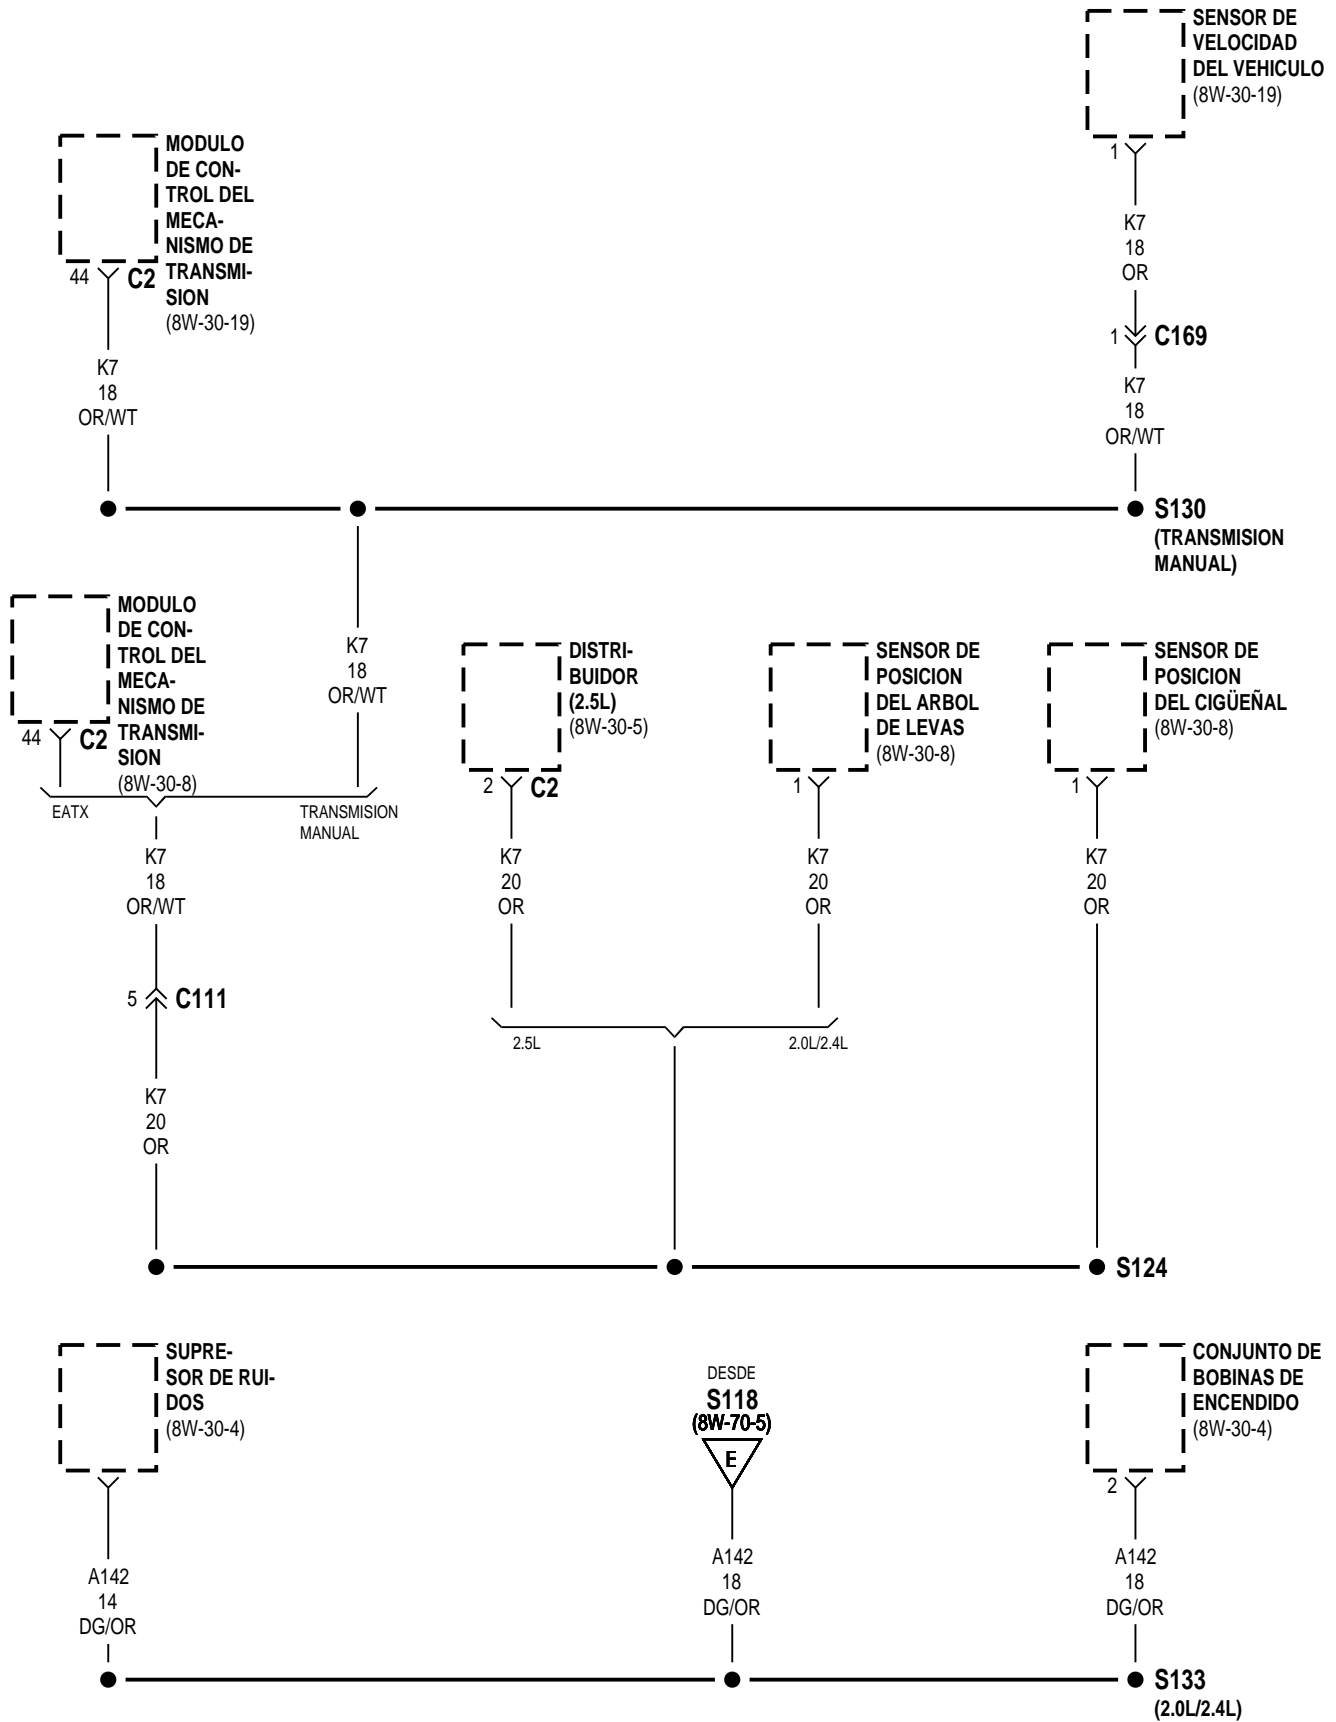 SENSOR DE
VELOCIDAD
DEL VEHICULO
(8W-30-19)
1
K7
18
OR
1
C169
K7
18
OR/WT
MODULO
DE CON-
TROL DEL
MECA-
NISMO DE
TRANSMI-
SION
(8W-30-19)
44
C2
K7
18
OR/WT
S130
(TRANSMISION
MANUAL)
MODULO
DE CON-
TROL DEL
MECA-
NISMO DE
TRANSMI-
SION
(8W-30-8)
44
C2
K7
18
OR/WT
EATX
TRANSMISION
MANUAL
K7
18
OR/WT
5
C111
K7
20
OR
DISTRI-
BUIDOR
(2.5L)
(8W-30-5)
2
C2
K7
20
OR
SENSOR DE
POSICION
DEL ARBOL
DE LEVAS
(8W-30-8)
1
K7
20
OR
2.5L
2.0L/2.4L
SENSOR DE
POSICION
DEL CIGÜEÑAL
(8W-30-8)
1
K7
20
OR
S124
SUPRE-
SOR DE RUI-
DOS
(8W-30-4)
A142
14
DG/OR
DESDE
S118
(8W-70-5)
E
A142
18
DG/OR
CONJUNTO DE
BOBINAS DE
ENCENDIDO
(8W-30-4)
2
A142
18
DG/OR
S133
(2.0L/2.4L)